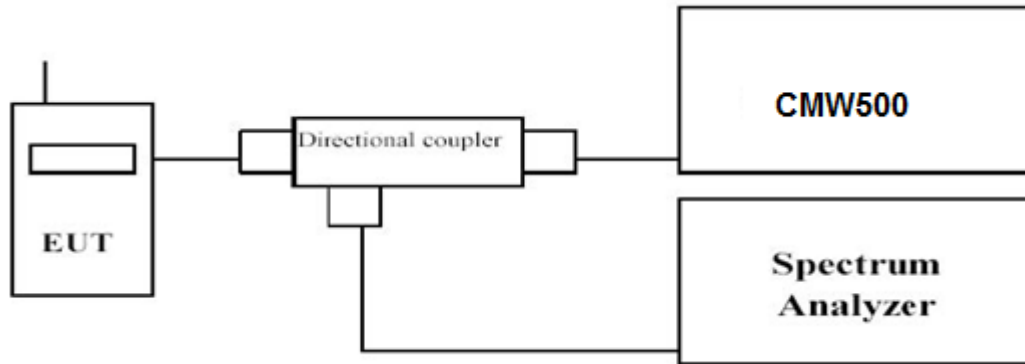 CMW500
Directional coupler
EUT
Spectrum
Analyzer